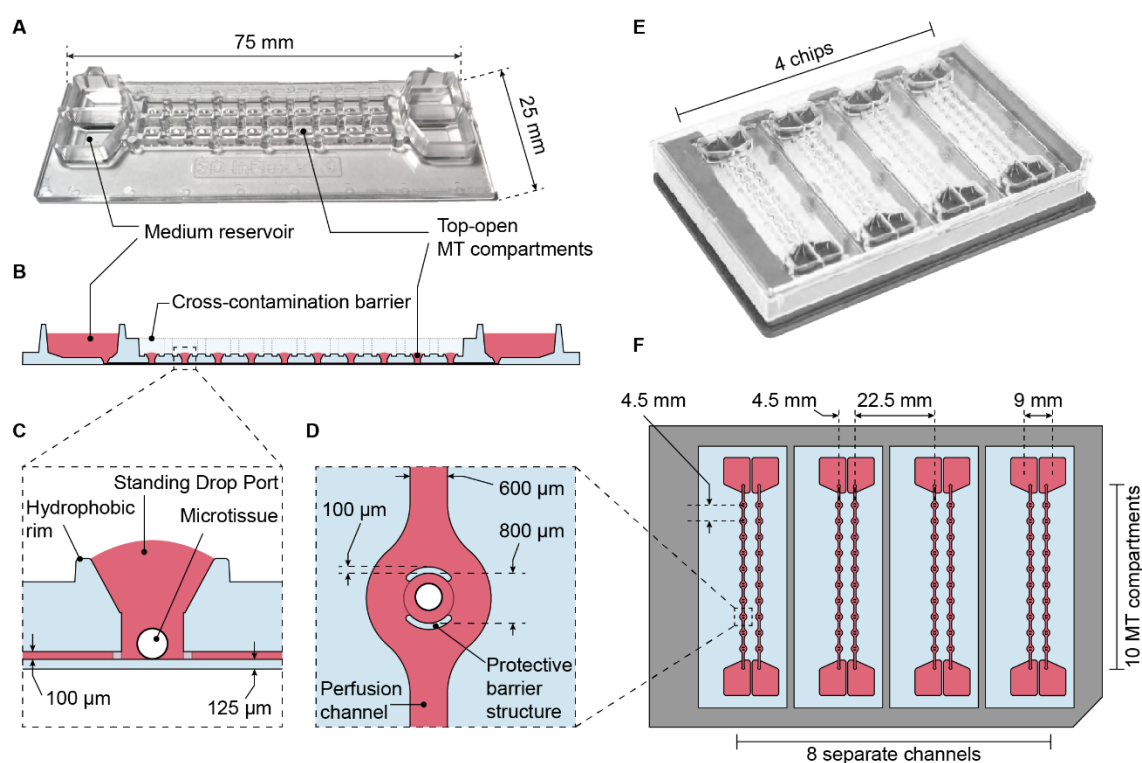 A
75 mm
25 mm
Medium reservoir
Top-open
MT compartments
B
Cross-contamination barrier
C
Standing Drop Port
Hydrophobic
rim
Microtissue
100 µm
125 µm
D
100 µm
600 µm
800 µm
Perfusion
channel
Protective
barrier
structure
E
4 chips
F
4.5 mm
4.5 mm
22.5 mm
9 mm
10 MT compartments
8 separate channels